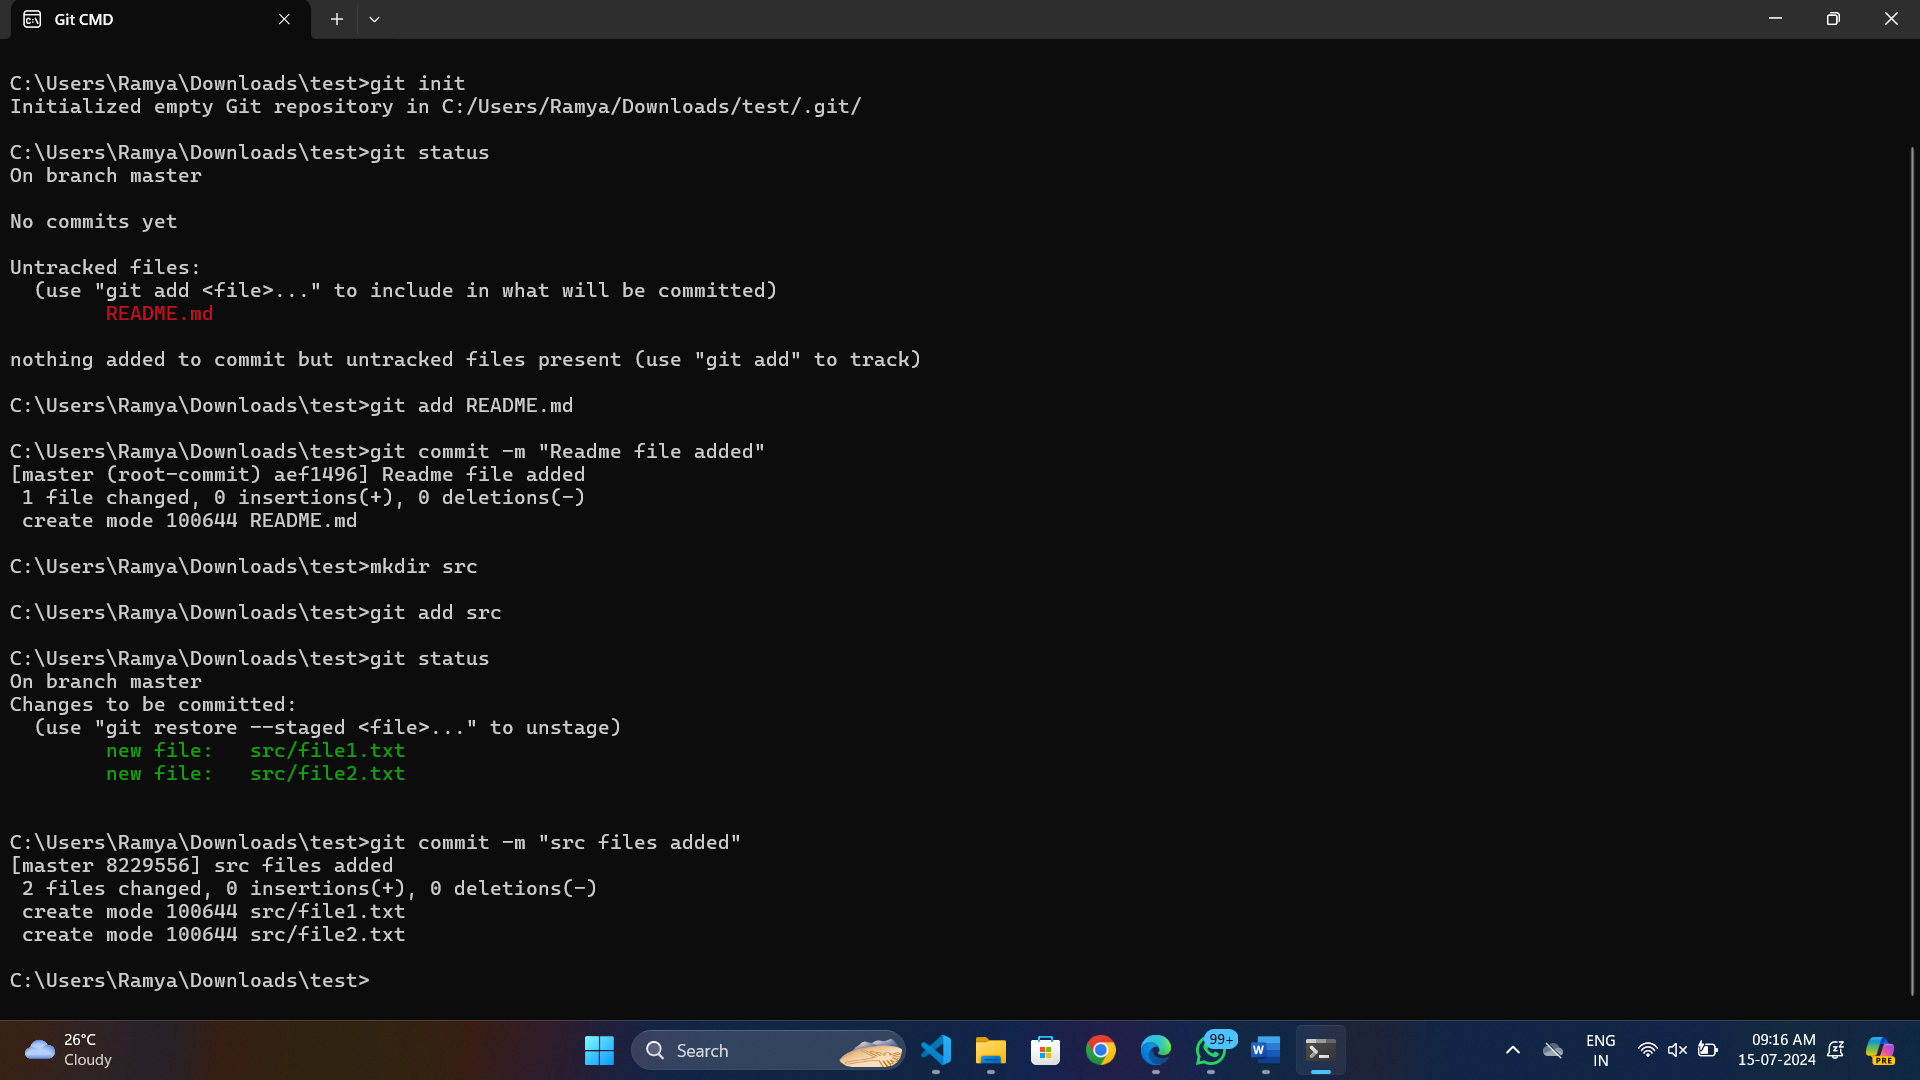 Git CMD
C:\Users\Ramya\Downloads\test>git init
Initialized empty Git repository in C:/Users/Ramya/Downloads/test/.git/
C:\Users\Ramya\Downloads\test>git status
On branch master
No commits yet
Untracked files:
  (use "git add <file>..." to include in what will be committed)
        README.md
nothing added to commit but untracked files present (use "git add" to track)
C:\Users\Ramya\Downloads\test>git add README.md
C:\Users\Ramya\Downloads\test>git commit -m "Readme file added"
[master (root-commit) aef1496] Readme file added
 1 file changed, 0 insertions(+), 0 deletions(-)
 create mode 100644 README.md
C:\Users\Ramya\Downloads\test>mkdir src
C:\Users\Ramya\Downloads\test>git add src
C:\Users\Ramya\Downloads\test>git status
On branch master
Changes to be committed:
  (use "git restore --staged <file>..." to unstage)
        new file:   src/file1.txt
        new file:   src/file2.txt
C:\Users\Ramya\Downloads\test>git commit -m "src files added"
[master 8229556] src files added
 2 files changed, 0 insertions(+), 0 deletions(-)
 create mode 100644 src/file1.txt
 create mode 100644 src/file2.txt
C:\Users\Ramya\Downloads\test>
26°C
Cloudy
Search
99+
W
ENG
IN
09:16 AM
15-07-2024
PRE